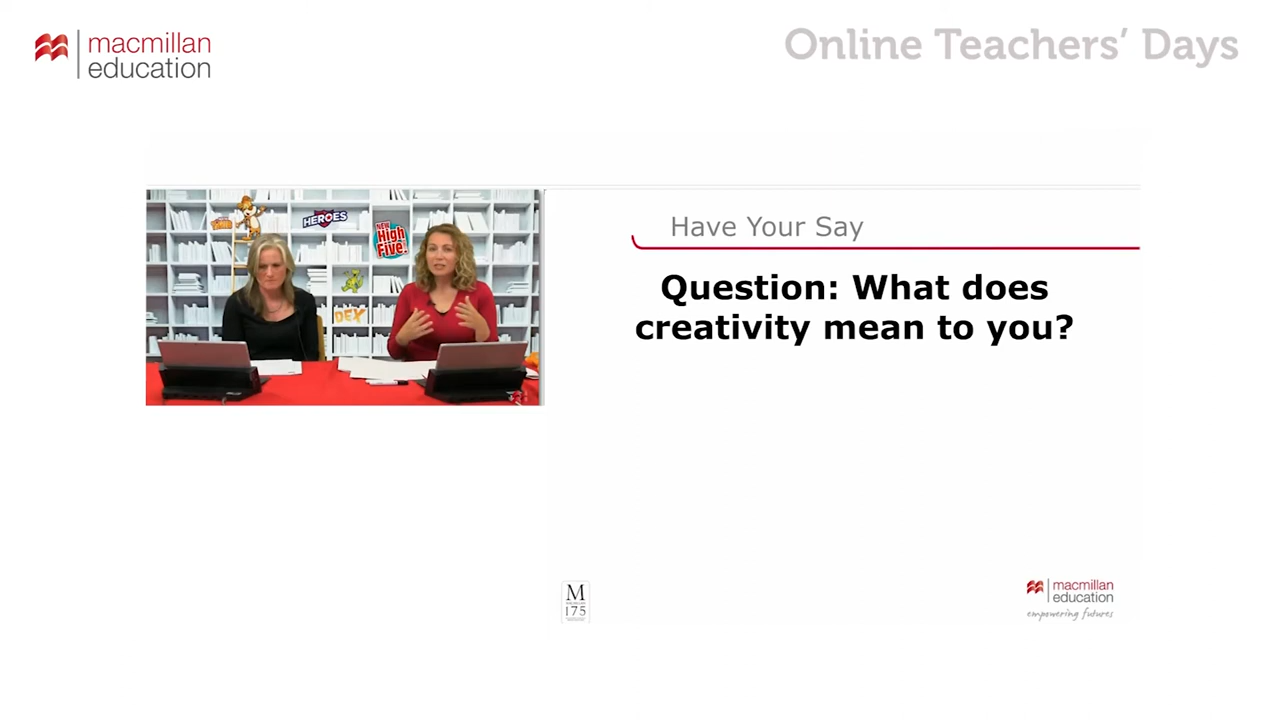 macmillan
education
Online Teachers' Days
HEROES
NEW
High
Five!
DEX
Have Your Say
Question: What does
creativity mean to you?
M
175
macmillan
education
empowering futures